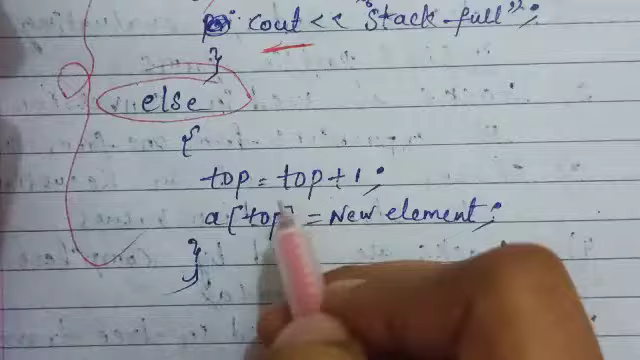 cout << "Stack-full";
}
else
{
top = top + 1;
a[top] = New element;
}